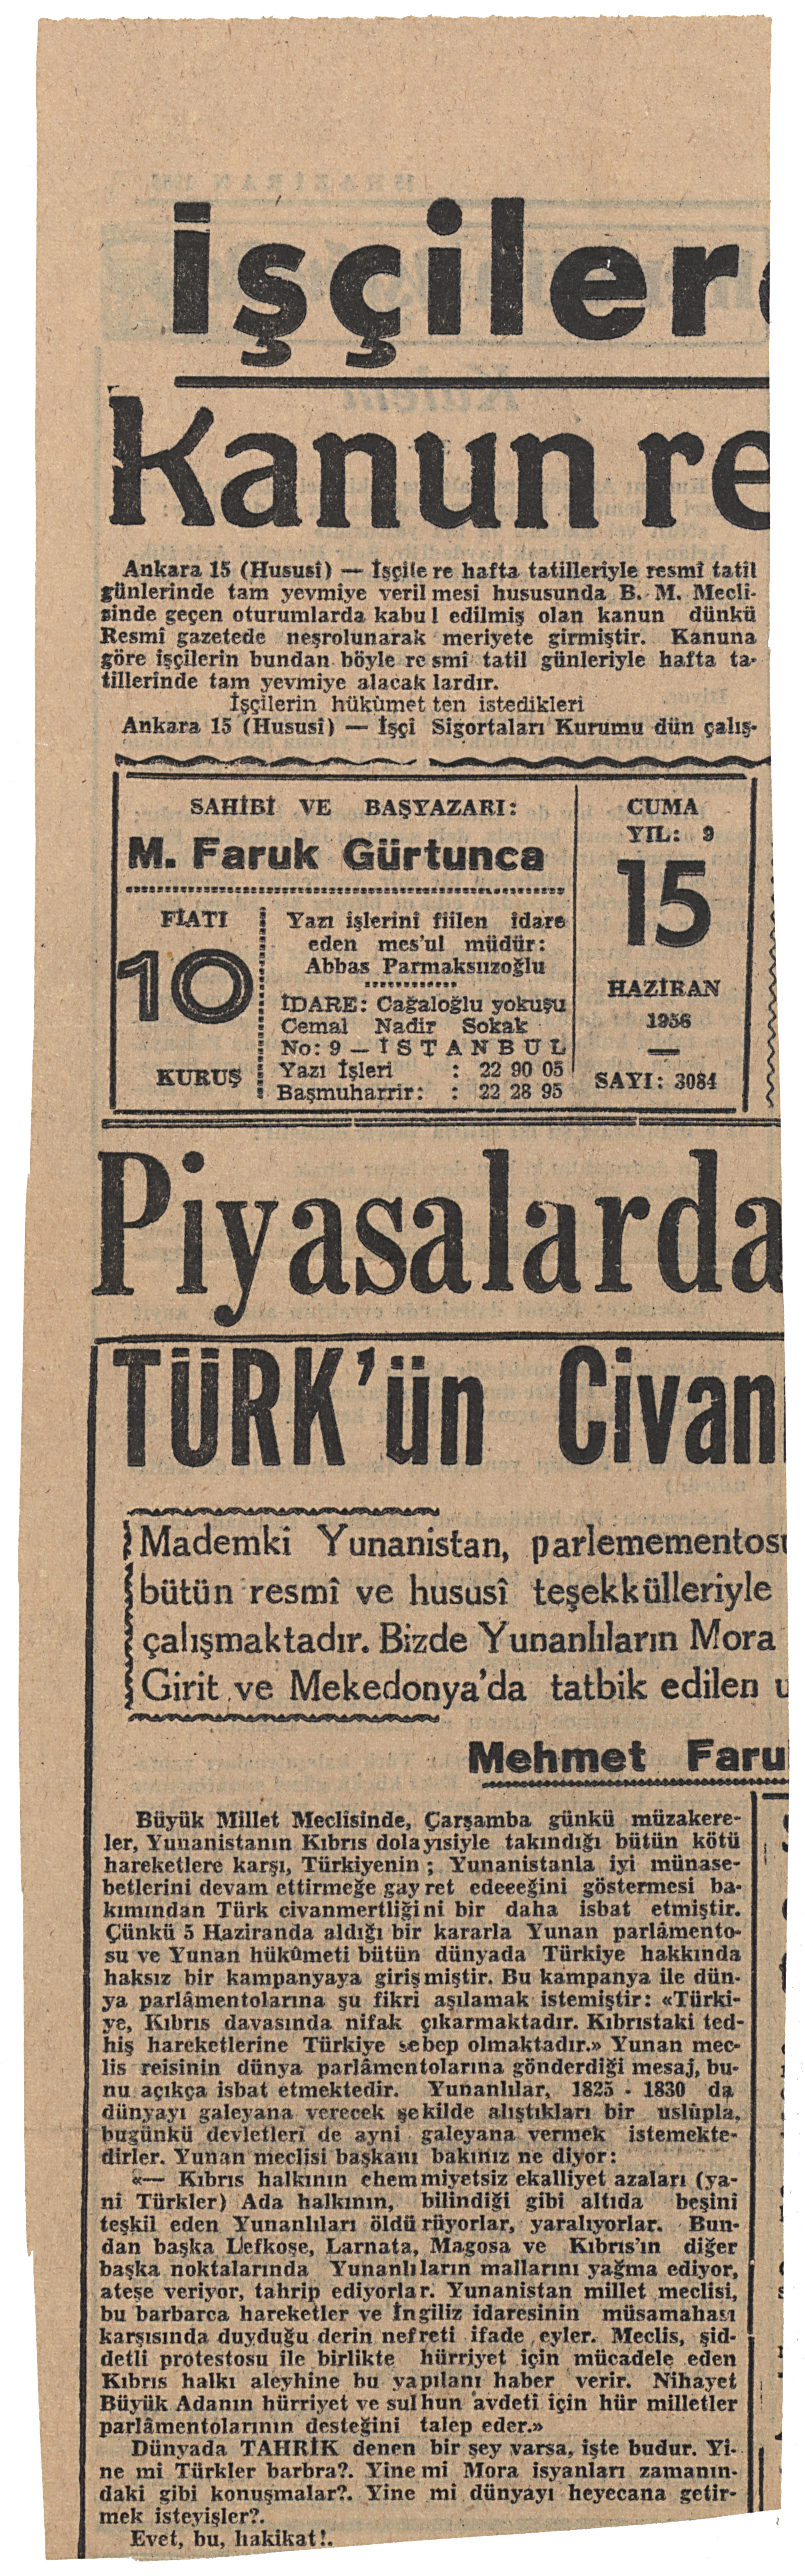 İşçiler
Kanun re
Ankara 15 (Hususî) — İşçile re hafta tatilleriyle resmî tatil
günlerinde tam yevmiye veril mesi hususunda B. M. Mecli-
sinde geçen oturumlarda kabul edilmiş olan kanun dünkü
Resmî gazetede neşrolunarak meriyete girmiştir. Kanuna
göre işçilerin bundan böyle re smi tatil günleriyle hafta ta-
tillerinde tam yevmiye alacak lardır.
İşçilerin hükûmet ten istedikleri
Ankara 15 (Hususi) — İşçi Sigortaları Kurumu dün çalış-
SAHİBİ VE BAŞYAZARI:
M. Faruk Gürtunca
FİATI
10
KURUŞ
Yazı işlerini fiilen idare
eden mes'ul müdür:
Abbas Parmaksızoğlu
İDARE: Cağaloğlu yokuşu
Cemal Nadir Sokak
No: 9 — İSTANBUL
Yazı İşleri : 22 90 05
Başmuharrir: : 22 28 95
CUMA
YIL: 9
15
HAZİRAN
1956
—
SAYI: 3084
Piyasalarda
TÜRK'ün Civan
Mademki Yunanistan, parlemementosu
bütün resmî ve hususî teşekkülleriyle
çalışmaktadır. Bizde Yunanlıların Mora
Girit ve Mekedonya'da tatbik edilen u
Mehmet Faru
Büyük Millet Meclisinde, Çarşamba günkü müzakere-
ler, Yunanistanın Kıbrıs dolayısiyle takındığı bütün kötü
hareketlere karşı, Türkiyenin ; Yunanistanla iyi münase-
betlerini devam ettirmeğe gay ret edeeeğini göstermesi ba-
kımından Türk civanmertliğini bir daha isbat etmiştir.
Çünkü 5 Haziranda aldığı bir kararla Yunan parlâmento-
su ve Yunan hükûmeti bütün dünyada Türkiye hakkında
haksız bir kampanyaya giriş miştir. Bu kampanya ile dün-
ya parlâmentolarına şu fikri aşılamak istemiştir: «Türki-
ye, Kıbrıs davasında nifak çıkarmaktadır. Kıbrıstaki ted-
hiş hareketlerine Türkiye sebep olmaktadır.» Yunan mec-
lis reisinin dünya parlâmentolarına gönderdiği mesaj, bu-
nu açıkça isbat etmektedir. Yunanlılar, 1825 - 1830 da
dünyayı galeyana verecek şekilde alıştıkları bir uslûpla,
bugünkü devletleri de ayni galeyana vermek istemekte-
dirler. Yunan meclisi başkanı bakınız ne diyor:
«— Kıbrıs halkının ehemmiyetsiz ekalliyet azaları (ya-
ni Türkler) Ada halkının, bilindiği gibi altıda beşini
teşkil eden Yunanlıları öldü rüyorlar, yaralıyorlar. Bun-
dan başka Lefkoşe, Larnata, Magosa ve Kıbrıs'ın diğer
başka noktalarında Yunanlıların mallarını yağma ediyor,
ateşe veriyor, tahrip ediyorlar. Yunanistan millet meclisi,
bu barbarca hareketler ve İngiliz idaresinin müsamahası
karşısında duyduğu derin nefreti ifade eyler. Meclis, şid-
detli protestosu ile birlikte hürriyet için mücadele eden
Kıbrıs halkı aleyhine bu yapılanı haber verir. Nihayet
Büyük Adanın hürriyet ve sulhun avdeti için hür milletler
parlâmentolarının desteğini talep eder.»
Dünyada TAHRİK denen bir şey varsa, işte budur. Yi-
ne mi Türkler barbra?. Yine mi Mora isyanları zamanın-
daki gibi konuşmalar?. Yine mi dünyayı heyecana getir-
mek isteyişler?.
Evet, bu, hakikat!.